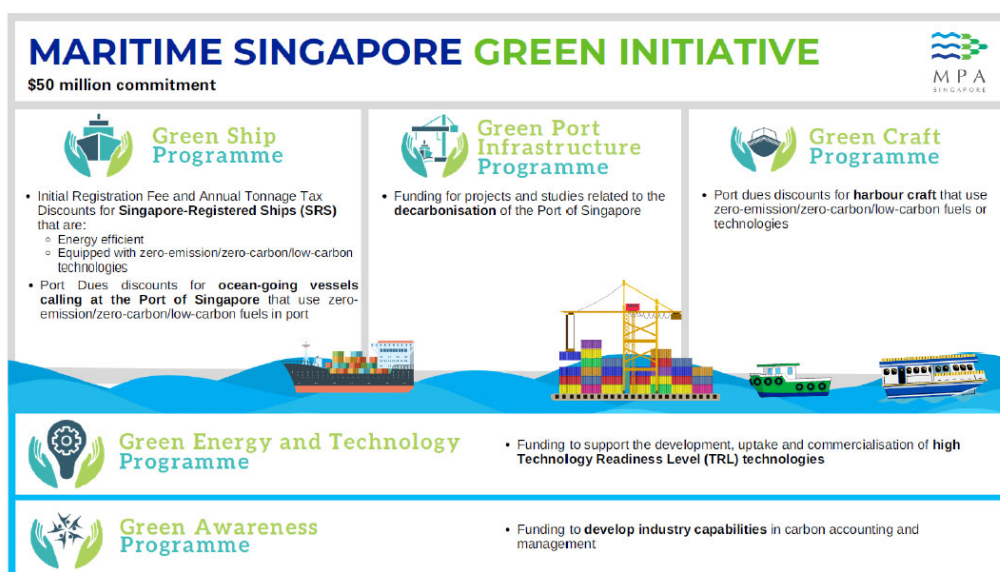 MARITIME SINGAPORE GREEN INITIATIVE
$50 million commitment
MPA
SINGAPORE
Green Ship
Programme
• Initial Registration Fee and Annual Tonnage Tax
Discounts for Singapore-Registered Ships (SRS)
that are:
◦ Energy efficient
◦ Equipped with zero-emission/zero-carbon/low-carbon
technologies
• Port Dues discounts for ocean-going vessels
calling at the Port of Singapore that use zero-
emission/zero-carbon/low-carbon fuels in port
Green Port
Infrastructure
Programme
• Funding for projects and studies related to the
decarbonisation of the Port of Singapore
Green Craft
Programme
• Port dues discounts for harbour craft that use
zero-emission/zero-carbon/low-carbon fuels or
technologies
Green Energy and Technology
Programme
• Funding to support the development, uptake and commercialisation of high
Technology Readiness Level (TRL) technologies
Green Awareness
Programme
• Funding to develop industry capabilities in carbon accounting and
management